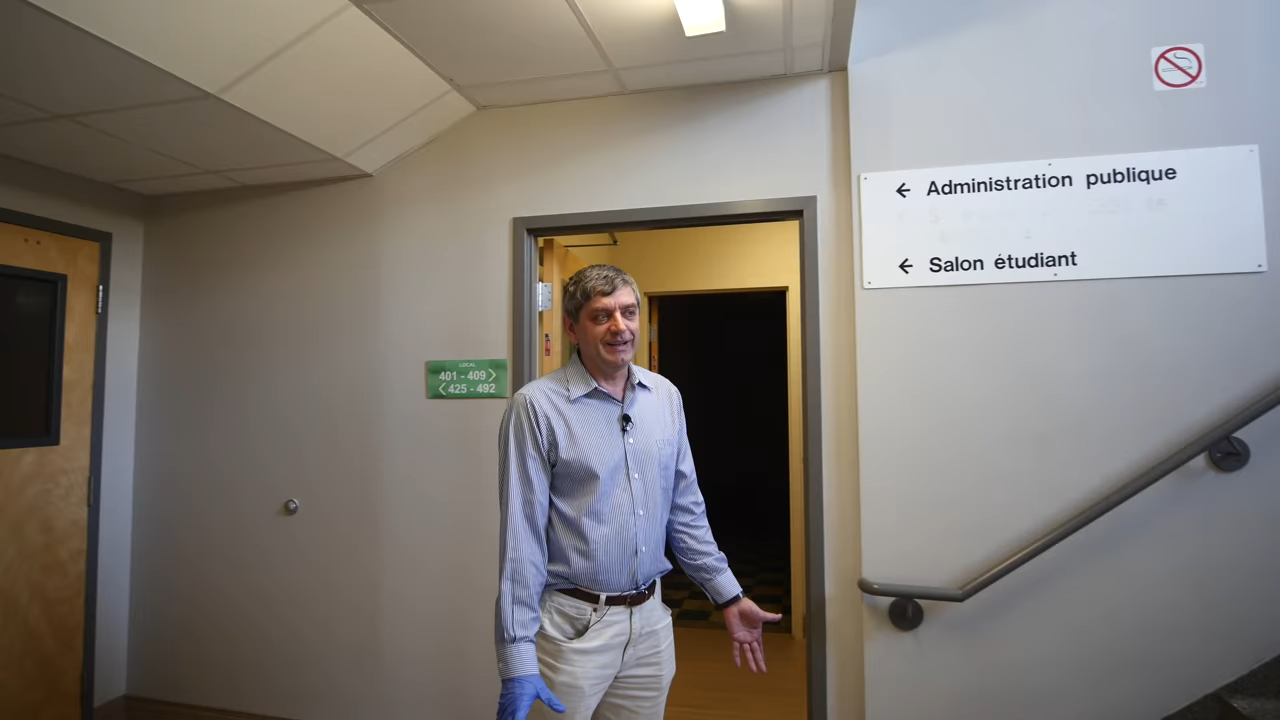 ← Administration publique
← Salon étudiant
LOCAL
401 - 409 >
< 425 - 492